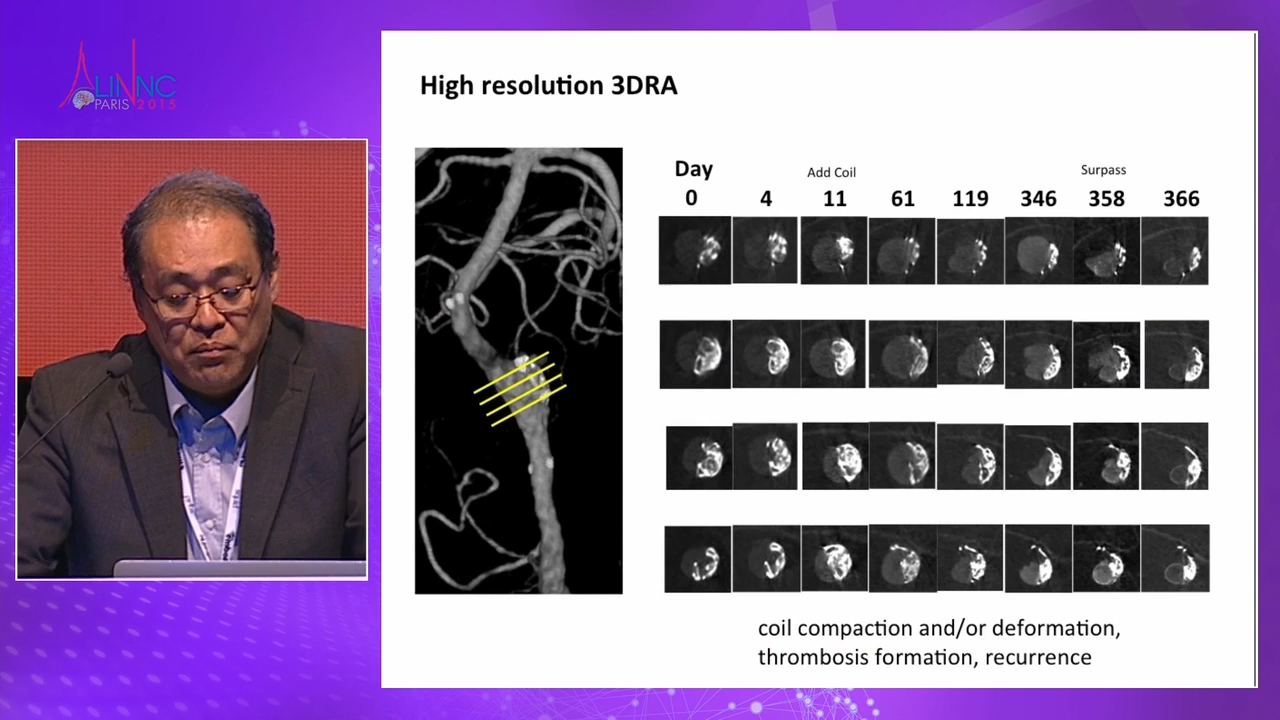 LINNC
PARIS 2015
High resolution 3DRA
Day Add Coil Surpass
0 4 11 61 119 346 358 366
coil compaction and/or deformation,
thrombosis formation, recurrence